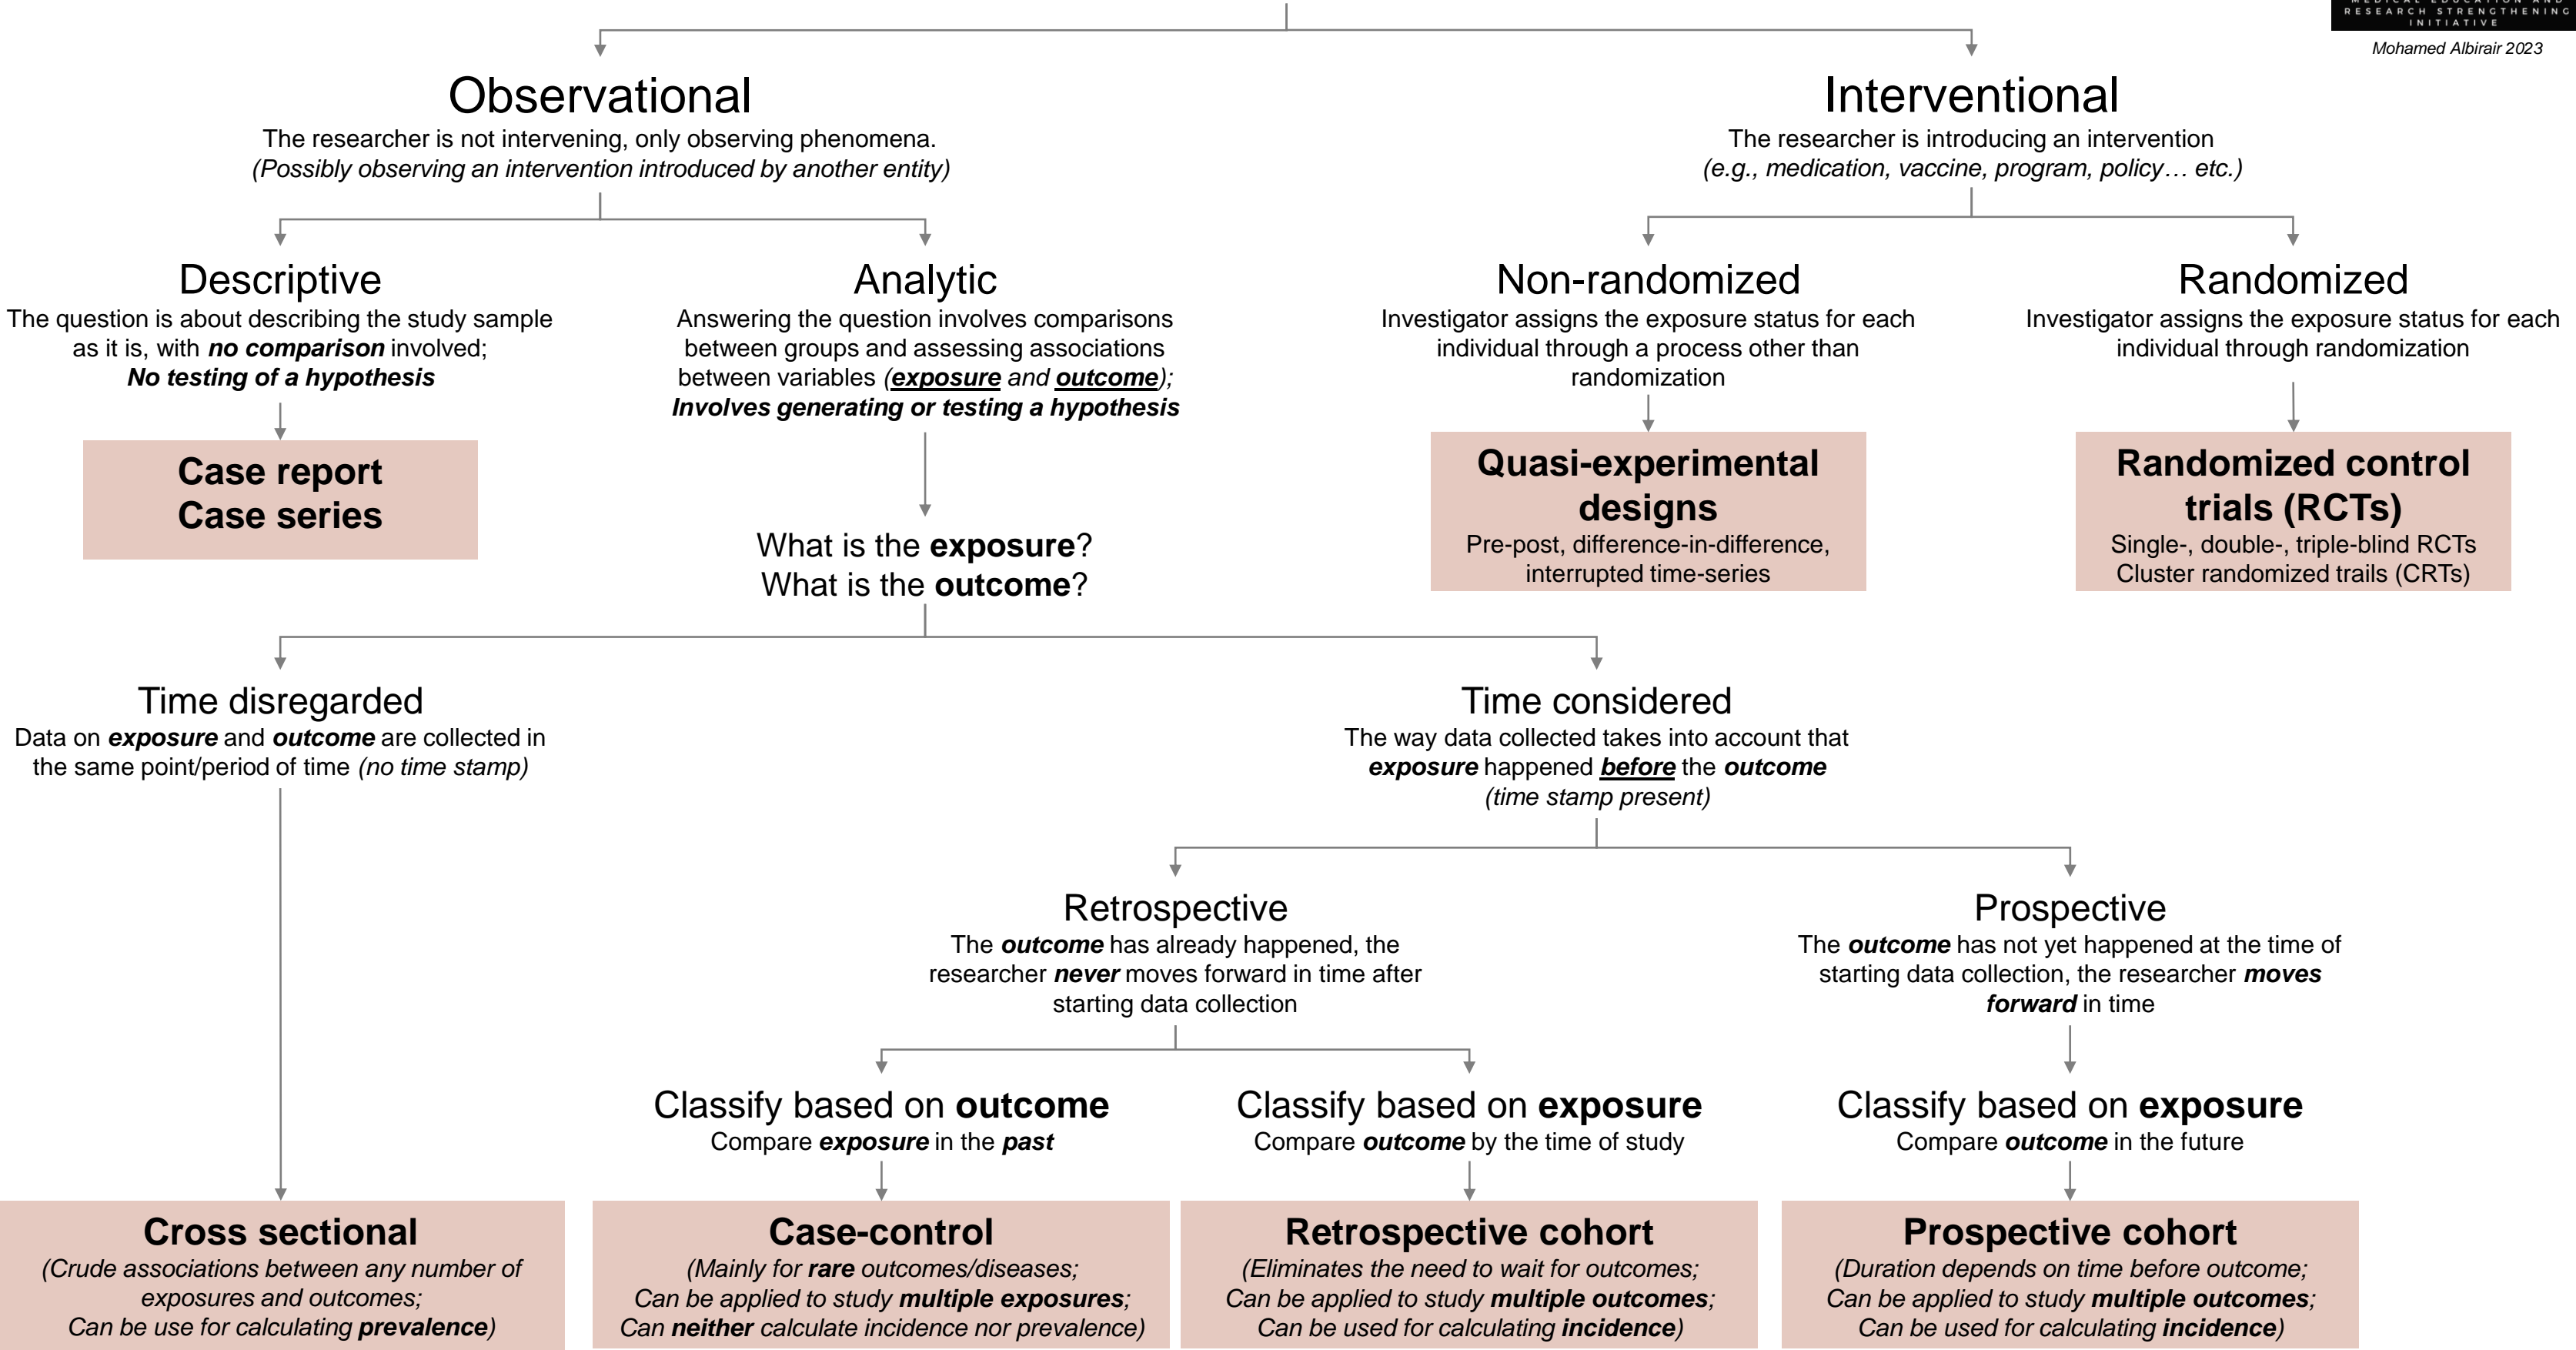 MEDICAL EDUCATION AND
RESEARCH STRENGTHENING
INITIATIVE
Mohamed Albirair 2023
Observational
The researcher is not intervening, only observing phenomena.
(Possibly observing an intervention introduced by another entity)
Interventional
The researcher is introducing an intervention
(e.g., medication, vaccine, program, policy… etc.)
Descriptive
The question is about describing the study sample
as it is, with no comparison involved;
No testing of a hypothesis
Analytic
Answering the question involves comparisons
between groups and assessing associations
between variables (exposure and outcome);
Involves generating or testing a hypothesis
Non-randomized
Investigator assigns the exposure status for each
individual through a process other than
randomization
Randomized
Investigator assigns the exposure status for each
individual through randomization
Case report
Case series
What is the exposure?
What is the outcome?
Quasi-experimental
designs
Pre-post, difference-in-difference,
interrupted time-series
Randomized control
trials (RCTs)
Single-, double-, triple-blind RCTs
Cluster randomized trails (CRTs)
Time disregarded
Data on exposure and outcome are collected in
the same point/period of time (no time stamp)
Time considered
The way data collected takes into account that
exposure happened before the outcome
(time stamp present)
Retrospective
The outcome has already happened, the
researcher never moves forward in time after
starting data collection
Prospective
The outcome has not yet happened at the time of
starting data collection, the researcher moves
forward in time
Classify based on outcome
Compare exposure in the past
Classify based on exposure
Compare outcome by the time of study
Classify based on exposure
Compare outcome in the future
Cross sectional
(Crude associations between any number of
exposures and outcomes;
Can be use for calculating prevalence)
Case-control
(Mainly for rare outcomes/diseases;
Can be applied to study multiple exposures;
Can neither calculate incidence nor prevalence)
Retrospective cohort
(Eliminates the need to wait for outcomes;
Can be applied to study multiple outcomes;
Can be used for calculating incidence)
Prospective cohort
(Duration depends on time before outcome;
Can be applied to study multiple outcomes;
Can be used for calculating incidence)